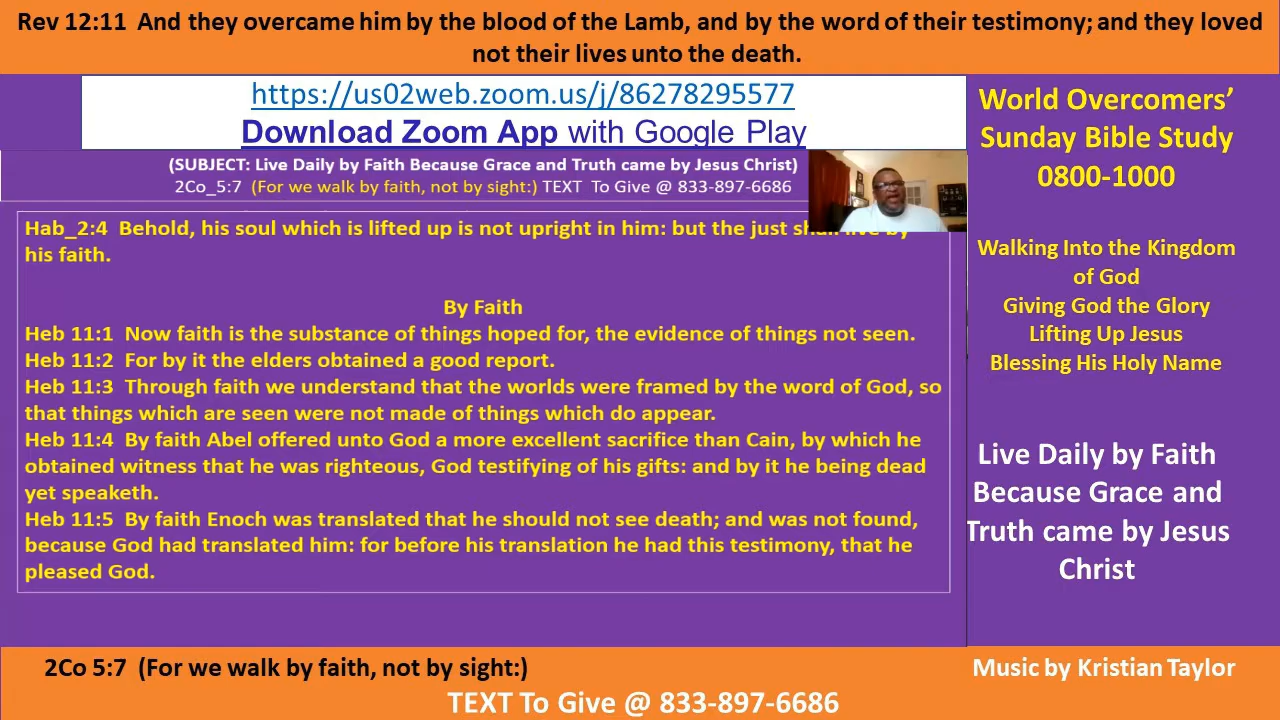 Rev 12:11 And they overcame him by the blood of the Lamb, and by the word of their testimony; and they loved
not their lives unto the death.
https://us02web.zoom.us/j/86278295577
Download Zoom App with Google Play
(SUBJECT: Live Daily by Faith Because Grace and Truth came by Jesus Christ)
2Co_5:7 (For we walk by faith, not by sight:) TEXT To Give @ 833-897-6686
Hab_2:4 Behold, his soul which is lifted up is not upright in him: but the just
his faith.
By Faith
Heb 11:1 Now faith is the substance of things hoped for, the evidence of things not seen.
Heb 11:2 For by it the elders obtained a good report.
Heb 11:3 Through faith we understand that the worlds were framed by the word of God, so
that things which are seen were not made of things which do appear.
Heb 11:4 By faith Abel offered unto God a more excellent sacrifice than Cain, by which he
obtained witness that he was righteous, God testifying of his gifts: and by it he being dead
yet speaketh.
Heb 11:5 By faith Enoch was translated that he should not see death; and was not found,
because God had translated him: for before his translation he had this testimony, that he
pleased God.
World Overcomers’
Sunday Bible Study
0800-1000
Walking Into the Kingdom
of God
Giving God the Glory
Lifting Up Jesus
Blessing His Holy Name
Live Daily by Faith
Because Grace and
Truth came by Jesus
Christ
2Co 5:7 (For we walk by faith, not by sight:)
Music by Kristian Taylor
TEXT To Give @ 833-897-6686